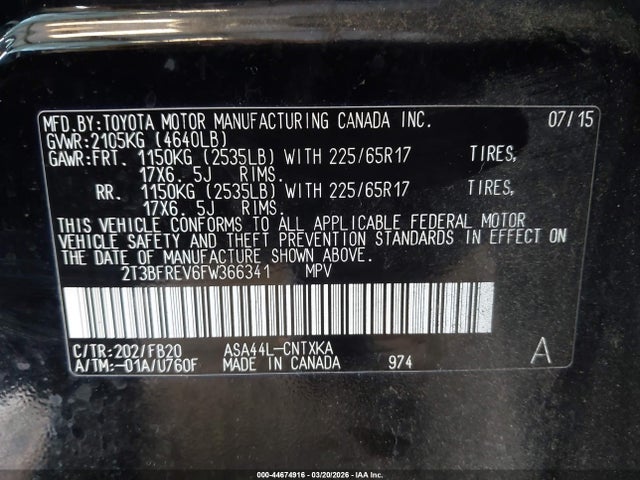 MFD.BY:TOYOTA MOTOR MANUFACTURING CANADA INC. 07/15
GVWR:2105KG (4640LB)
GAWR:FRT. 1150KG (2535LB) WITH 225/65R17 TIRES,
17X6. 5J RIMS.
RR. 1150KG (2535LB) WITH 225/65R17 TIRES,
17X6. 5J RIMS.
THIS VEHICLE CONFORMS TO ALL APPLICABLE FEDERAL MOTOR
VEHICLE SAFETY AND THEFT PREVENTION STANDARDS IN EFFECT ON
THE DATE OF MANUFACTURE SHOWN ABOVE.
2T3BFREV6FW366341 MPV
C/TR:202/FB20 ASA44L-CNTXKA
A/TM:-01A/U760F MADE IN CANADA 974 A
000-44674916 - 03/20/2026 - IAA Inc.